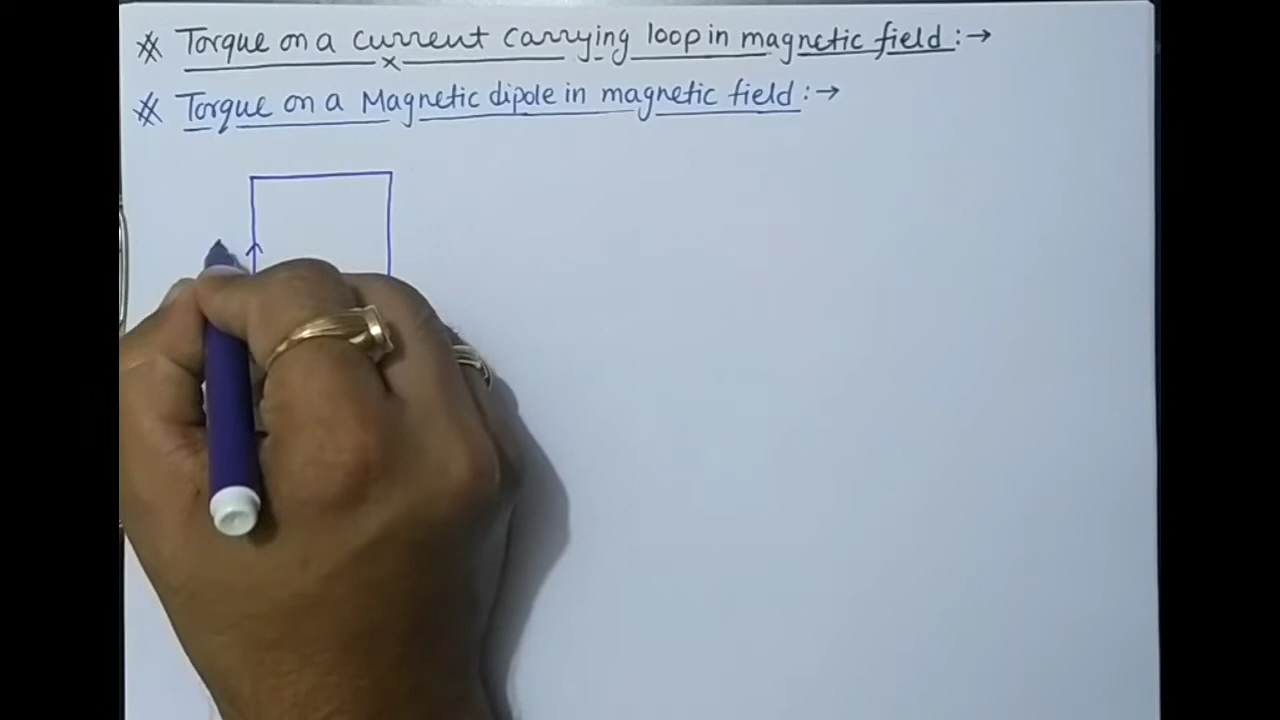 ⁂ Torque on a current carrying loop in magnetic field :→
⁂ Torque on a Magnetic dipole in magnetic field :→